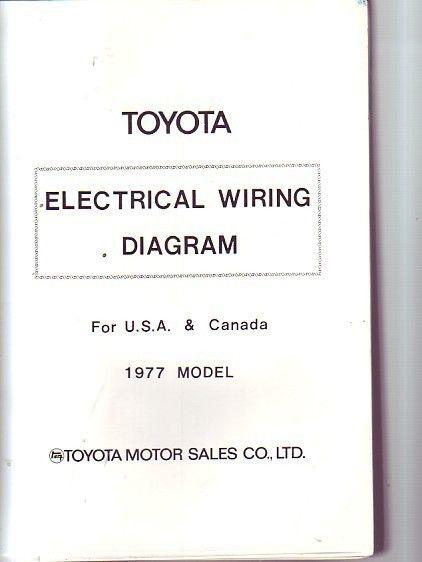 TOYOTA
ELECTRICAL WIRING
DIAGRAM
For U.S.A. & Canada
1977 MODEL
TOYOTA MOTOR SALES CO., LTD.